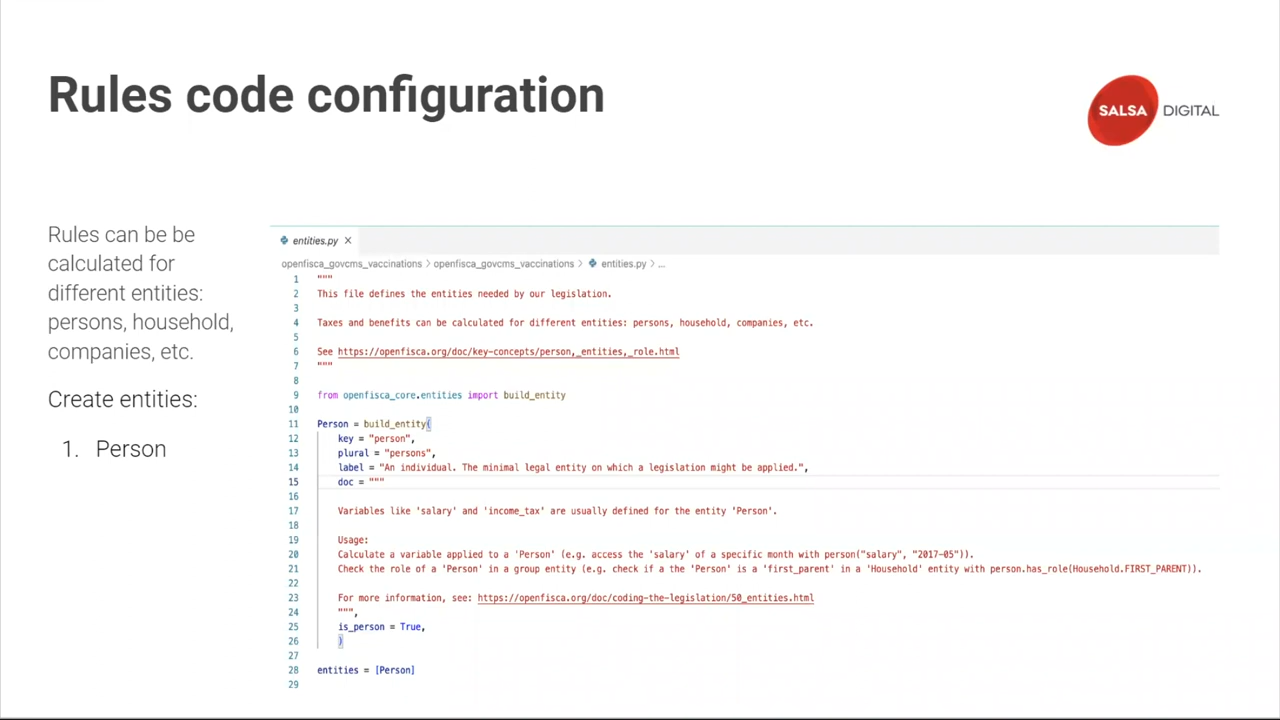 Rules code configuration
SALSA DIGITAL
Rules can be be
calculated for
different entities:
persons, household,
companies, etc.
Create entities:
1. Person
entities.py ×
openfisca_govcms_vaccinations > openfisca_govcms_vaccinations > entities.py > ...
1 """
2 This file defines the entities needed by our legislation.
3
4 Taxes and benefits can be calculated for different entities: persons, household, companies, etc.
5
6 See https://openfisca.org/doc/key-concepts/person,_entities,_role.html
7 """
8
9 from openfisca_core.entities import build_entity
10
11 Person = build_entity(
12 key = "person",
13 plural = "persons",
14 label = "An individual. The minimal legal entity on which a legislation might be applied.",
15 doc = """
16
17 Variables like 'salary' and 'income_tax' are usually defined for the entity 'Person'.
18
19 Usage:
20 Calculate a variable applied to a 'Person' (e.g. access the 'salary' of a specific month with person("salary", "2017-05")).
21 Check the role of a 'Person' in a group entity (e.g. check if a the 'Person' is a 'first_parent' in a 'Household' entity with person.has_role(Household.FIRST_PARENT)).
22
23 For more information, see: https://openfisca.org/doc/coding-the-legislation/50_entities.html
24 """,
25 is_person = True,
26 )
27
28 entities = [Person]
29